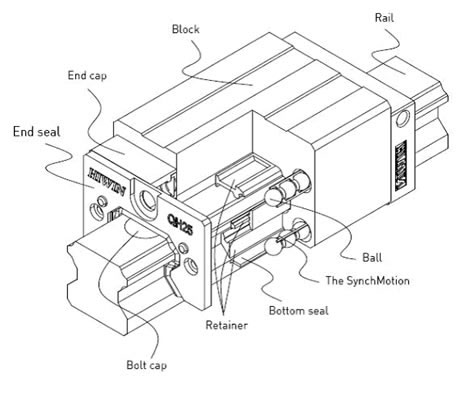 Rail
Block
End cap
End seal
HIWIN
QH25
HIWIN
Ball
The SynchMotion
Bottom seal
Retainer
Bolt cap